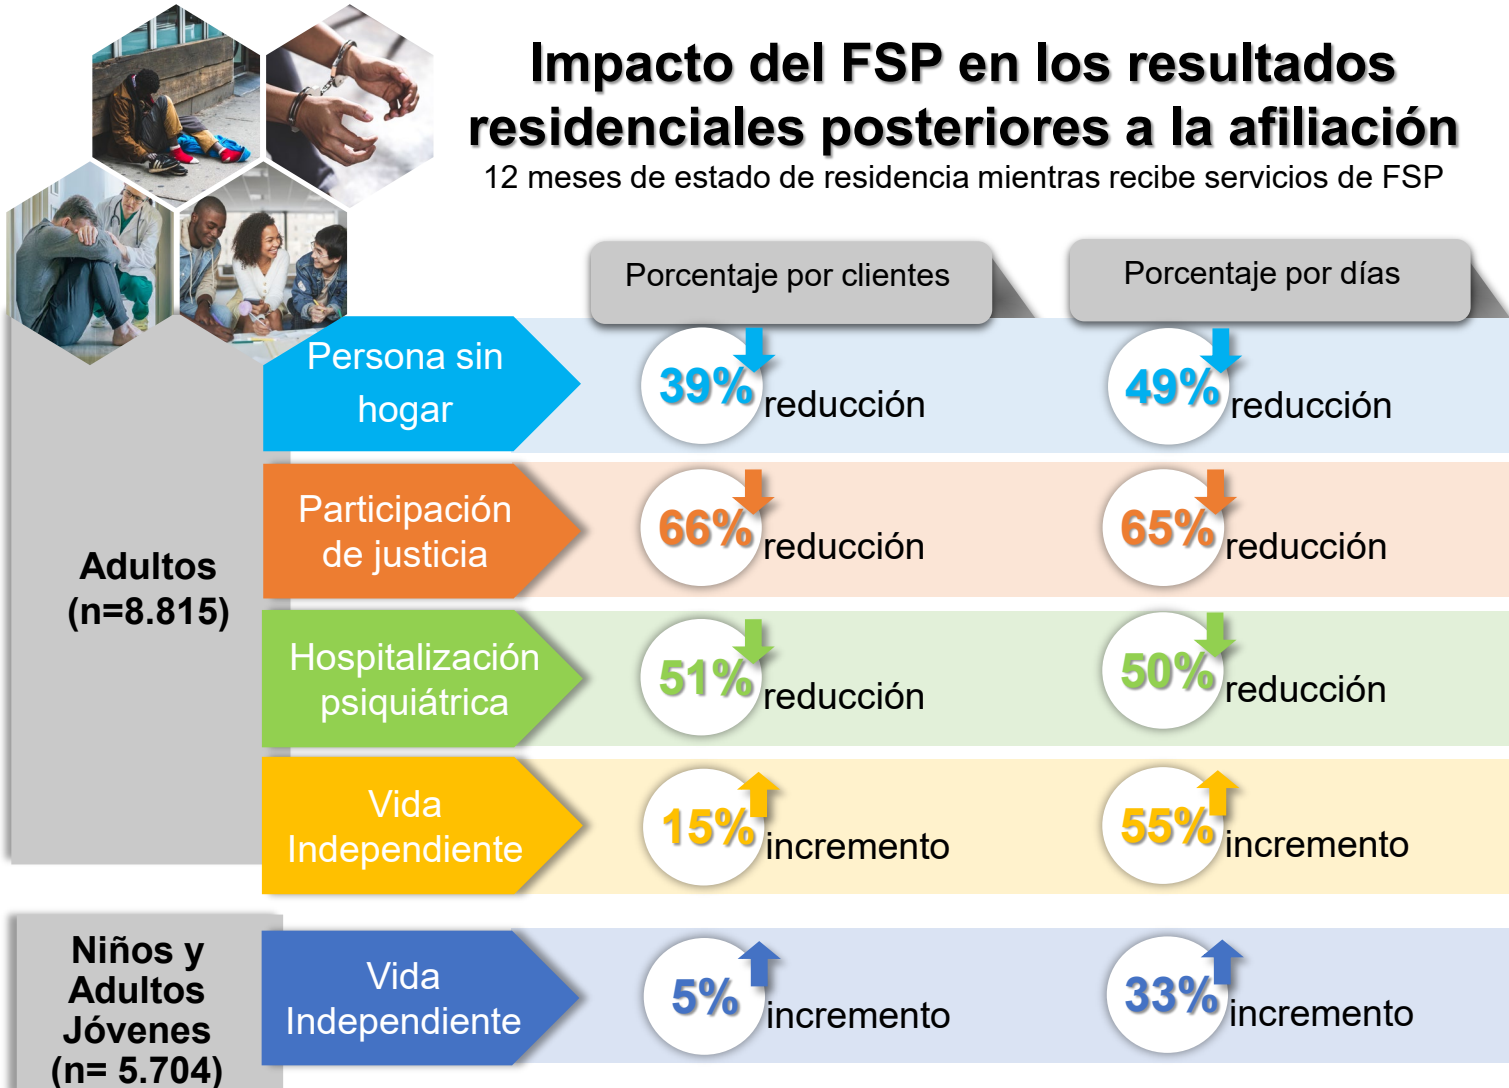 Impacto del FSP en los resultados
residenciales posteriores a la afiliación
12 meses de estado de residencia mientras recibe servicios de FSP
Porcentaje por clientes
Porcentaje por días
Adultos
(n=8.815)
Persona sin
hogar
39% reducción
49% reducción
Participación
de justicia
66% reducción
65% reducción
Hospitalización
psiquiátrica
51% reducción
50% reducción
Vida
Independiente
15% incremento
55% incremento
Niños y
Adultos
Jóvenes
(n= 5.704)
Vida
Independiente
5% incremento
33% incremento